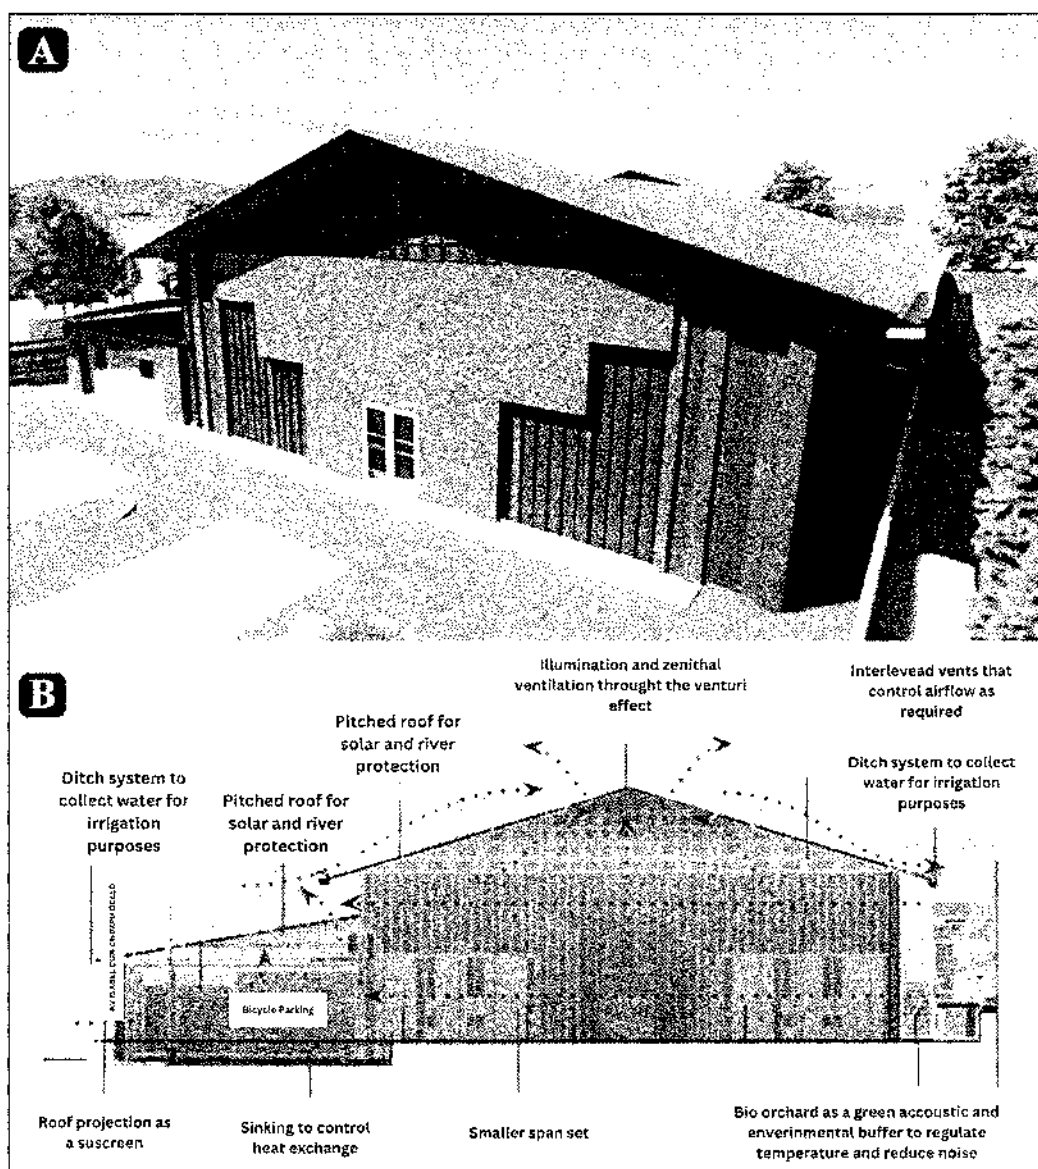 A
B
Illumination and zenithal
ventilation throught the venturi
effect
Interlevead vents that
control airflow as
required
Pitched roof for
solar and river
protection
Ditch system to
collect water for
irrigation
purposes
Pitched roof for
solar and river
protection
Ditch system to collect
water for irrigation
purposes
Bicycle Parking
Roof projection as
a suscreen
Sinking to control
heat exchange
Smaller span set
Bio orchard as a green accoustic and
enverinmental buffer to regulate
temperature and reduce noise